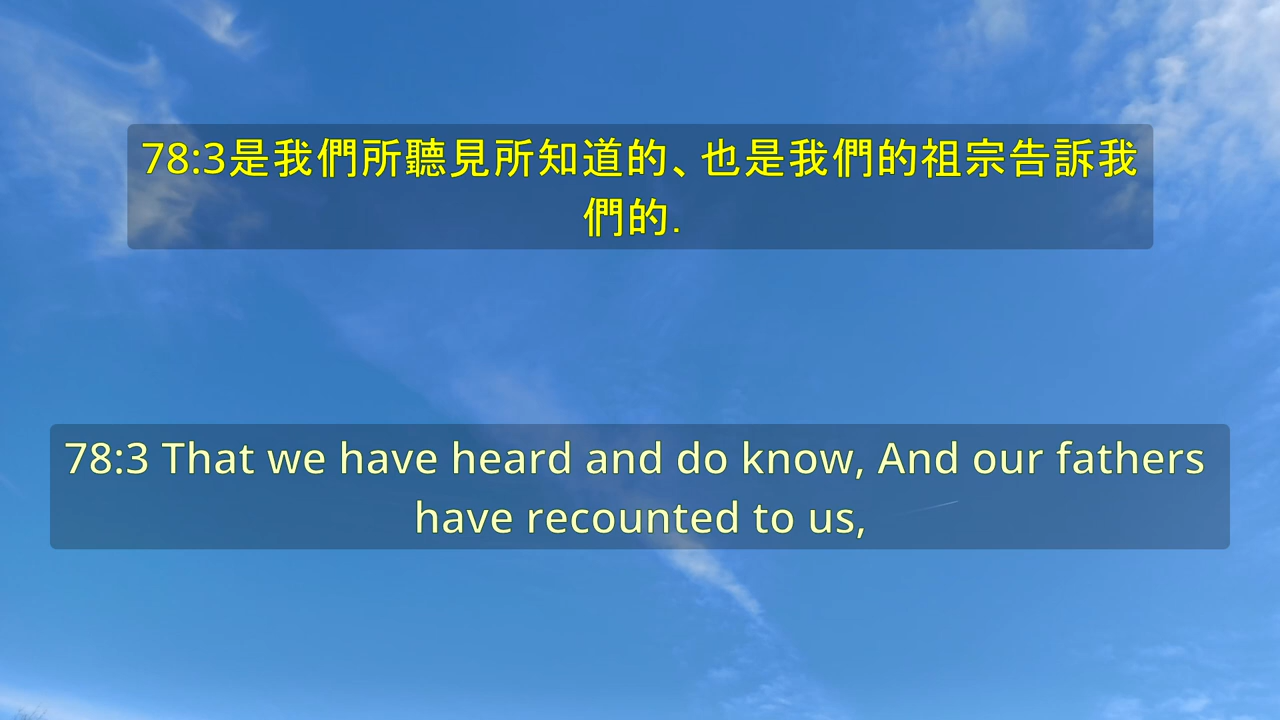 78:3是我們所聽見所知道的、也是我們的祖宗告訴我
們的.
78:3 That we have heard and do know, And our fathers
have recounted to us,